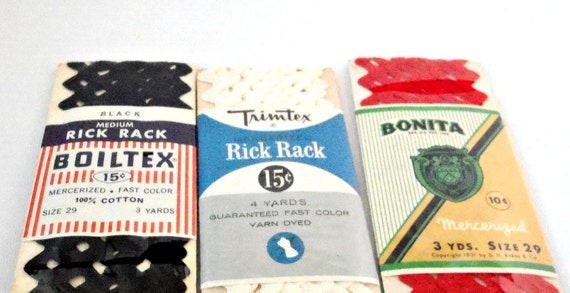 BLACK
MEDIUM
RICK RACK
BOILTEX
15¢
MERCERIZED • FAST COLOR
100% COTTON
SIZE 29 3 YARDS
Trimtex
MERCERIZED
Rick Rack
15¢
4 YARDS
GUARANTEED FAST COLOR
YARN DYED
BONITA
10¢
Mercerized
3 YDS. SIZE 29